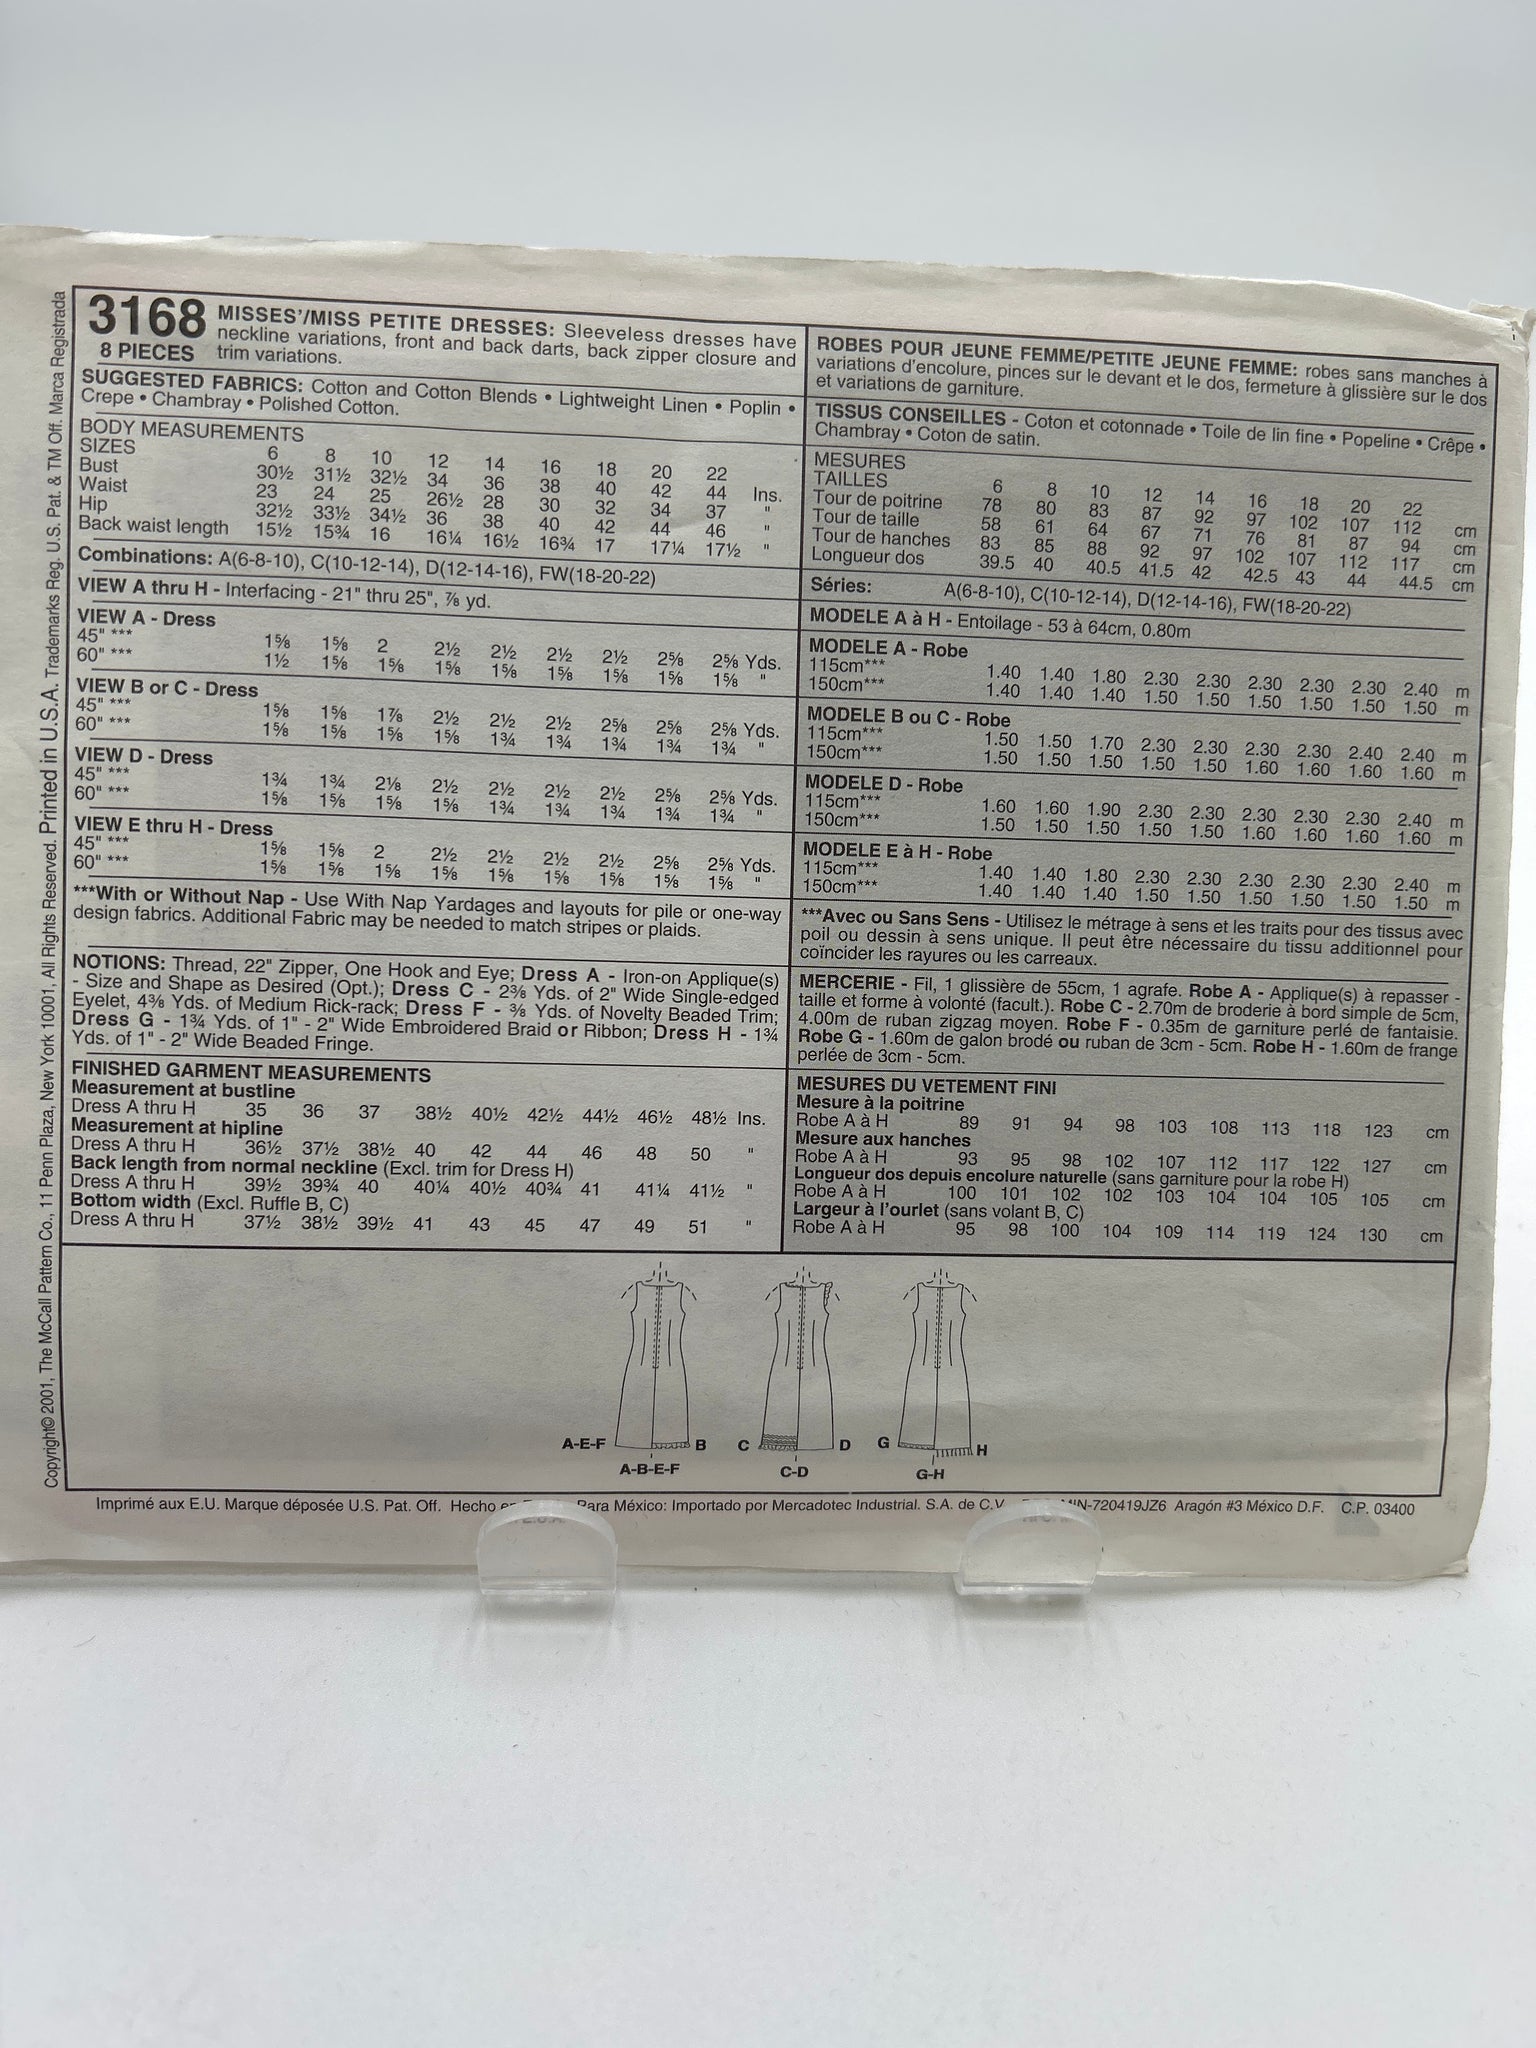 3168
8 PIECES
MISSES'/MISS PETITE DRESSES: Sleeveless dresses have
neckline variations, front and back darts, back zipper closure and
trim variations.
SUGGESTED FABRICS: Cotton and Cotton Blends • Lightweight Linen • Poplin •
Crepe • Chambray • Polished Cotton.
BODY MEASUREMENTS
SIZES 6 8 10 12 14 16 18 20 22
Bust 30½ 31½ 32½ 34 36 38 40 42 44 Ins.
Waist 23 24 25 26½ 28 30 32 34 37 "
Hip 32½ 33½ 34½ 36 38 40 42 44 46 "
Back waist length 15½ 15¾ 16 16¼ 16½ 16¾ 17 17¼ 17½ "
Combinations: A(6-8-10), C(10-12-14), D(12-14-16), FW(18-20-22)
VIEW A thru H - Interfacing - 21" thru 25", ⅞ yd.
VIEW A - Dress
45" *** 1⅝ 1⅝ 2 2½ 2½ 2½ 2½ 2⅝ 2⅝ Yds.
60" *** 1½ 1⅝ 1⅝ 1⅝ 1⅝ 1⅝ 1⅝ 1⅝ 1⅝ "
VIEW B or C - Dress
45" *** 1⅝ 1⅝ 1⅞ 2½ 2½ 2½ 2⅝ 2⅝ 2⅝ Yds.
60" *** 1⅝ 1⅝ 1⅝ 1⅝ 1¾ 1¾ 1¾ 1¾ 1¾ "
VIEW D - Dress
45" *** 1¾ 1¾ 2⅛ 2½ 2½ 2½ 2½ 2⅝ 2⅝ Yds.
60" *** 1⅝ 1⅝ 1⅝ 1⅝ 1¾ 1¾ 1¾ 1¾ 1¾ "
VIEW E thru H - Dress
45" *** 1⅝ 1⅝ 2 2½ 2½ 2½ 2½ 2⅝ 2⅝ Yds.
60" *** 1⅝ 1⅝ 1⅝ 1⅝ 1⅝ 1⅝ 1⅝ 1⅝ 1⅝ "
***With or Without Nap - Use With Nap Yardages and layouts for pile or one-way
design fabrics. Additional Fabric may be needed to match stripes or plaids.
NOTIONS: Thread, 22" Zipper, One Hook and Eye; Dress A - Iron-on Applique(s)
- Size and Shape as Desired (Opt.); Dress C - 2⅜ Yds. of 2" Wide Single-edged
Eyelet, 4⅜ Yds. of Medium Rick-rack; Dress F - ⅜ Yds. of Novelty Beaded Trim;
Dress G - 1¾ Yds. of 1" - 2" Wide Embroidered Braid or Ribbon; Dress H - 1¾
Yds. of 1" - 2" Wide Beaded Fringe.
FINISHED GARMENT MEASUREMENTS
Measurement at bustline
Dress A thru H 35 36 37 38½ 40½ 42½ 44½ 46½ 48½ Ins.
Measurement at hipline
Dress A thru H 36½ 37½ 38½ 40 42 44 46 48 50 "
Back length from normal neckline (Excl. trim for Dress H)
Dress A thru H 39½ 39¾ 40 40¼ 40½ 40¾ 41 41¼ 41½ "
Bottom width (Excl. Ruffle B, C)
Dress A thru H 37½ 38½ 39½ 41 43 45 47 49 51 "
ROBES POUR JEUNE FEMME/PETITE JEUNE FEMME: robes sans manches à
variations d'encolure, pinces sur le devant et le dos, fermeture à glissière sur le dos
et variations de garniture.
TISSUS CONSEILLES - Coton et cotonnade • Toile de lin fine • Popeline • Crêpe •
Chambray • Coton de satin.
MESURES
TAILLES 6 8 10 12 14 16 18 20 22
Tour de poitrine 78 80 83 87 92 97 102 107 112 cm
Tour de taille 58 61 64 67 71 76 81 87 94 cm
Tour de hanches 83 85 88 92 97 102 107 112 117 cm
Longueur dos 39.5 40 40.5 41.5 42 42.5 43 44 44.5 cm
Séries: A(6-8-10), C(10-12-14), D(12-14-16), FW(18-20-22)
MODELE A à H - Entoilage - 53 à 64cm, 0.80m
MODELE A - Robe
115cm*** 1.40 1.40 1.80 2.30 2.30 2.30 2.30 2.30 2.40 m
150cm*** 1.40 1.40 1.40 1.50 1.50 1.50 1.50 1.50 1.50 m
MODELE B ou C - Robe
115cm*** 1.50 1.50 1.70 2.30 2.30 2.30 2.30 2.40 2.40 m
150cm*** 1.50 1.50 1.50 1.50 1.50 1.60 1.60 1.60 1.60 m
MODELE D - Robe
115cm*** 1.60 1.60 1.90 2.30 2.30 2.30 2.30 2.30 2.40 m
150cm*** 1.50 1.50 1.50 1.50 1.50 1.60 1.60 1.60 1.60 m
MODELE E à H - Robe
115cm*** 1.40 1.40 1.80 2.30 2.30 2.30 2.30 2.30 2.40 m
150cm*** 1.40 1.40 1.40 1.50 1.50 1.50 1.50 1.50 1.50 m
***Avec ou Sans Sens - Utilisez le métrage à sens et les traits pour des tissus avec
poil ou dessin à sens unique. Il peut être nécessaire du tissu additionnel pour
coïncider les rayures ou les carreaux.
MERCERIE - Fil, 1 glissière de 55cm, 1 agrafe. Robe A - Applique(s) à repasser -
taille et forme à volonté (facult.). Robe C - 2.70m de broderie à bord simple de 5cm,
4.00m de ruban zigzag moyen. Robe F - 0.35m de garniture perlé de fantaisie.
Robe G - 1.60m de galon brodé ou ruban de 3cm - 5cm. Robe H - 1.60m de frange
perlée de 3cm - 5cm.
MESURES DU VETEMENT FINI
Mesure à la poitrine
Robe A à H 89 91 94 98 103 108 113 118 123 cm
Mesure aux hanches
Robe A à H 93 95 98 102 107 112 117 122 127 cm
Longueur dos depuis encolure naturelle (sans garniture pour la robe H)
Robe A à H 100 101 102 102 103 104 104 105 105 cm
Largeur à l'ourlet (sans volant B, C)
Robe A à H 95 98 100 104 109 114 119 124 130 cm
A-E-F B C D G H
A-B-E-F C-D G-H
Imprimé aux E.U. Marque déposée U.S. Pat. Off. Hecho en Para México: Importado por Mercadotec Industrial. S.A. de C.V. MIN-720419JZ6 Aragón #3 México D.F. C.P. 03400
Copyright© 2001, The McCall Pattern Co., 11 Penn Plaza, New York 10001, All Rights Reserved. Printed in U.S.A. Trademarks Reg. U.S. Pat. & TM Off. Marca Registrada